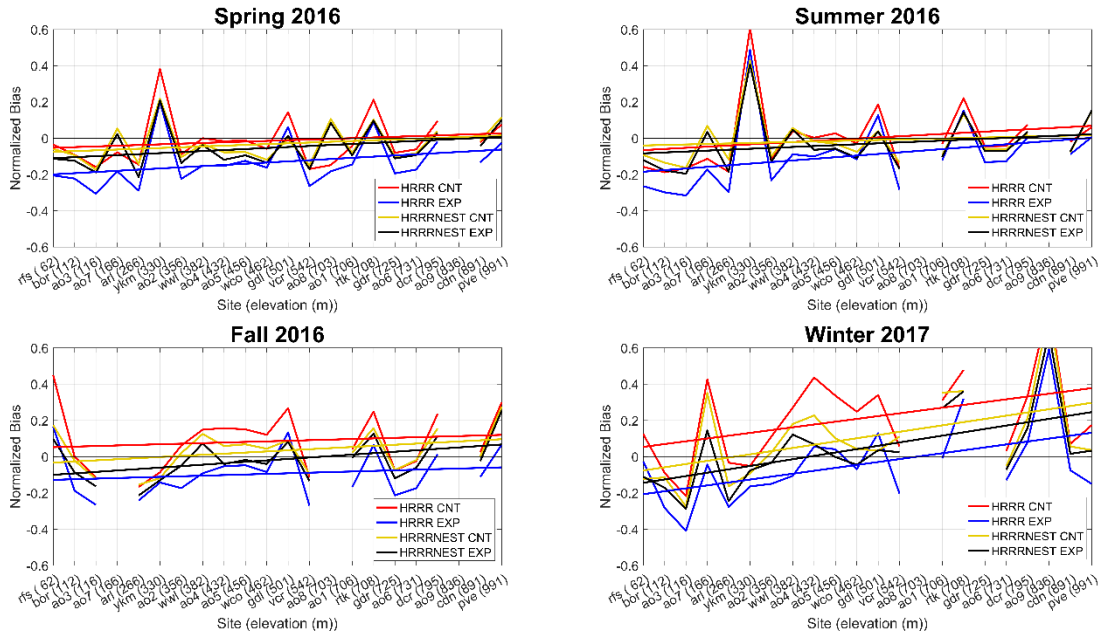 Spring 2016
Normalized Bias
0.6
0.4
0.2
0
-0.2
-0.4
-0.6
HRRR CNT
HRRR EXP
HRRRNEST CNT
HRRRNEST EXP
rfs ( 62)
bor (112)
ao3 (116)
ao7 (166)
arl (266)
ykm (330)
ao2 (356)
wwl (382)
ao4 (432)
ao5 (456)
wco (462)
gdl (501)
vcr (542)
ao8 (703)
ao1 (706)
rtk (708)
gdr (725)
ao6 (731)
dcr (795)
ao9 (836)
cdn (891)
pve (991)
Site (elevation (m))
Summer 2016
Normalized Bias
0.6
0.4
0.2
0
-0.2
-0.4
-0.6
HRRR CNT
HRRR EXP
HRRRNEST CNT
HRRRNEST EXP
rfs ( 62)
bor (112)
ao3 (116)
ao7 (166)
arl (266)
ykm (330)
ao2 (356)
wwl (382)
ao4 (432)
ao5 (456)
wco (462)
gdl (501)
vcr (542)
ao8 (703)
ao1 (706)
rtk (708)
gdr (725)
ao6 (731)
dcr (795)
ao9 (836)
cdn (891)
pve (991)
Site (elevation (m))
Fall 2016
Normalized Bias
0.6
0.4
0.2
0
-0.2
-0.4
-0.6
HRRR CNT
HRRR EXP
HRRRNEST CNT
HRRRNEST EXP
rfs ( 62)
bor (112)
ao3 (116)
ao7 (166)
arl (266)
ykm (330)
ao2 (356)
wwl (382)
ao4 (432)
ao5 (456)
wco (462)
gdl (501)
vcr (542)
ao8 (703)
ao1 (706)
rtk (708)
gdr (725)
ao6 (731)
dcr (795)
ao9 (836)
cdn (891)
pve (991)
Site (elevation (m))
Winter 2017
Normalized Bias
0.6
0.4
0.2
0
-0.2
-0.4
-0.6
HRRR CNT
HRRR EXP
HRRRNEST CNT
HRRRNEST EXP
rfs ( 62)
bor (112)
ao3 (116)
ao7 (166)
arl (266)
ykm (330)
ao2 (356)
wwl (382)
ao4 (432)
ao5 (456)
wco (462)
gdl (501)
vcr (542)
ao8 (703)
ao1 (706)
rtk (708)
gdr (725)
ao6 (731)
dcr (795)
ao9 (836)
cdn (891)
pve (991)
Site (elevation (m))